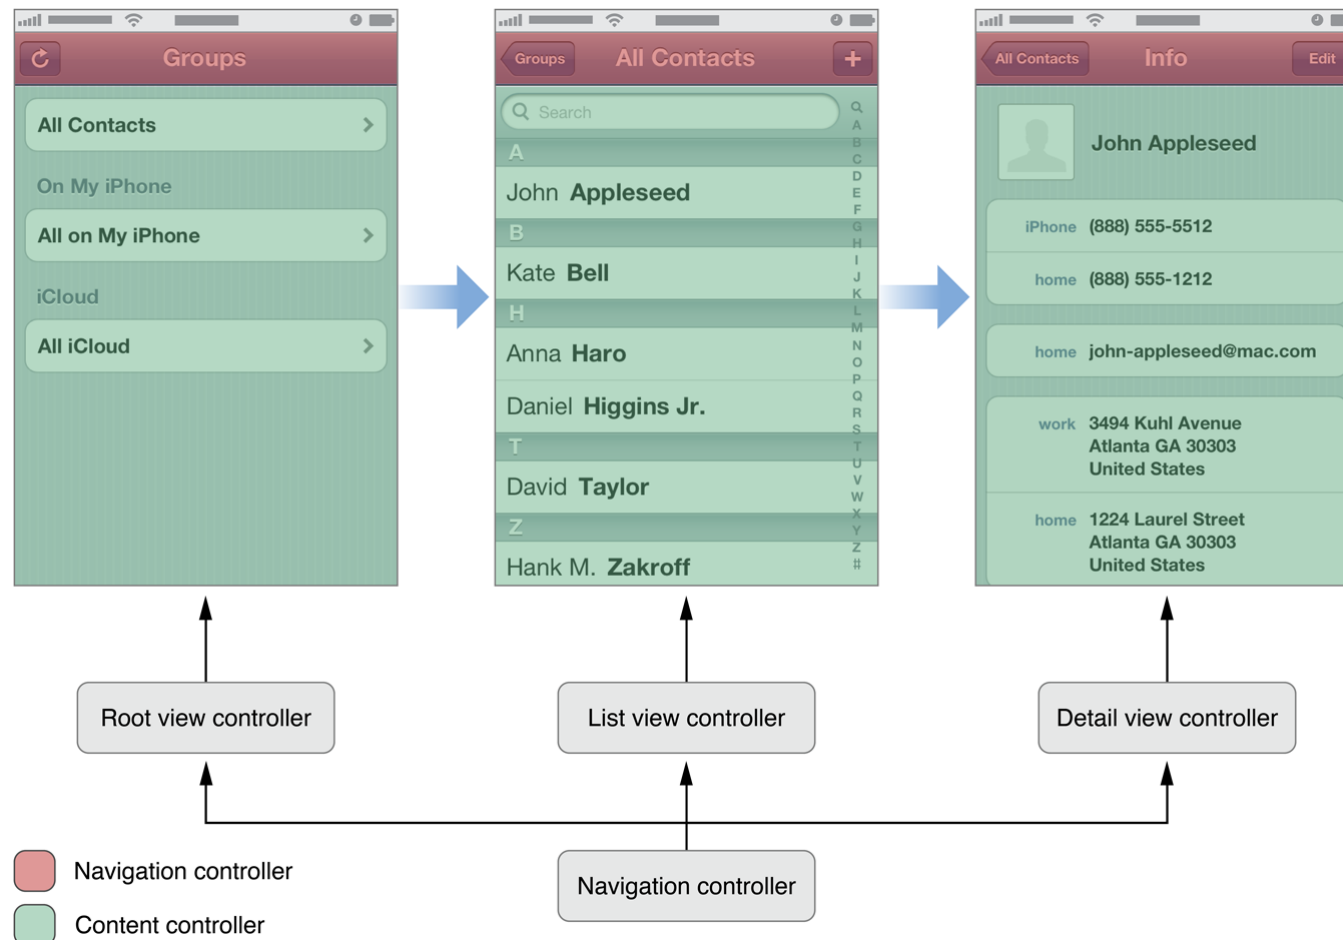 Groups
All Contacts
On My iPhone
All on My iPhone
iCloud
All iCloud
Groups
All Contacts
+
Search
A
John Appleseed
B
Kate Bell
H
Anna Haro
Daniel Higgins Jr.
T
David Taylor
Z
Hank M. Zakroff
A
B
C
D
E
F
G
H
I
J
K
L
M
N
O
P
Q
R
S
T
U
V
W
X
Y
Z
#
All Contacts
Info
Edit
John Appleseed
iPhone (888) 555-5512
home (888) 555-1212
home john-appleseed@mac.com
work 3494 Kuhl Avenue
Atlanta GA 30303
United States
home 1224 Laurel Street
Atlanta GA 30303
United States
Root view controller
List view controller
Detail view controller
Navigation controller
Navigation controller
Content controller